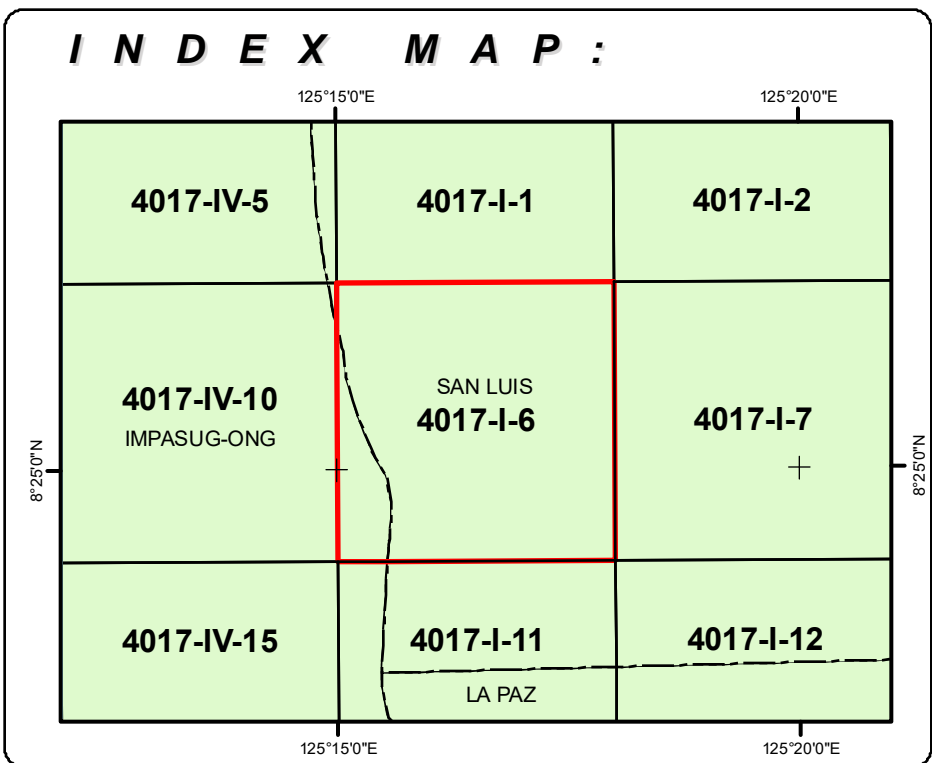 INDEX MAP:
125°15'0"E 125°20'0"E
4017-IV-5 4017-I-1 4017-I-2
SAN LUIS
4017-IV-10 4017-I-6 4017-I-7
IMPASUG-ONG
8°25'0"N 8°25'0"N
4017-IV-15 4017-I-11 4017-I-12
LA PAZ
125°15'0"E 125°20'0"E